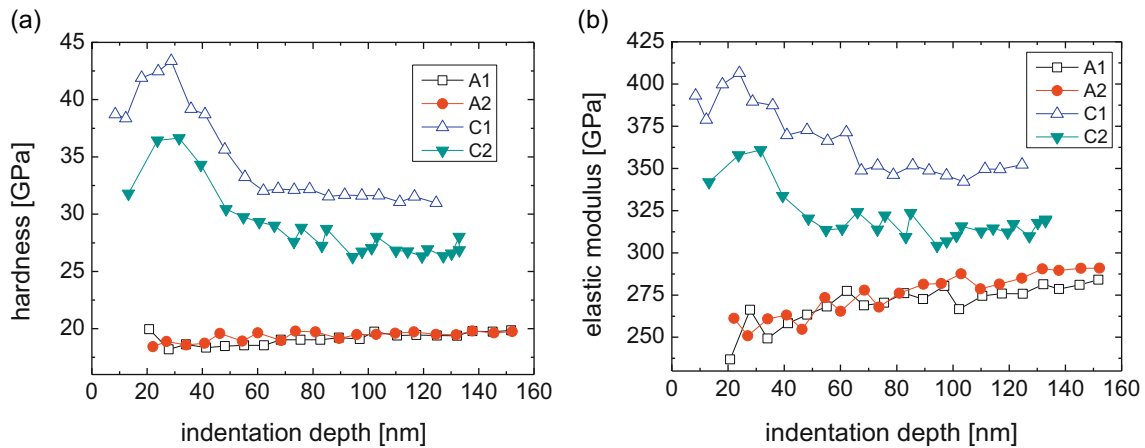 (a)
hardness [GPa]
45
40
35
30
25
20
15
0 20 40 60 80 100 120 140 160
indentation depth [nm]
A1
A2
C1
C2
(b)
elastic modulus [GPa]
425
400
375
350
325
300
275
250
0 20 40 60 80 100 120 140 160
indentation depth [nm]
A1
A2
C1
C2